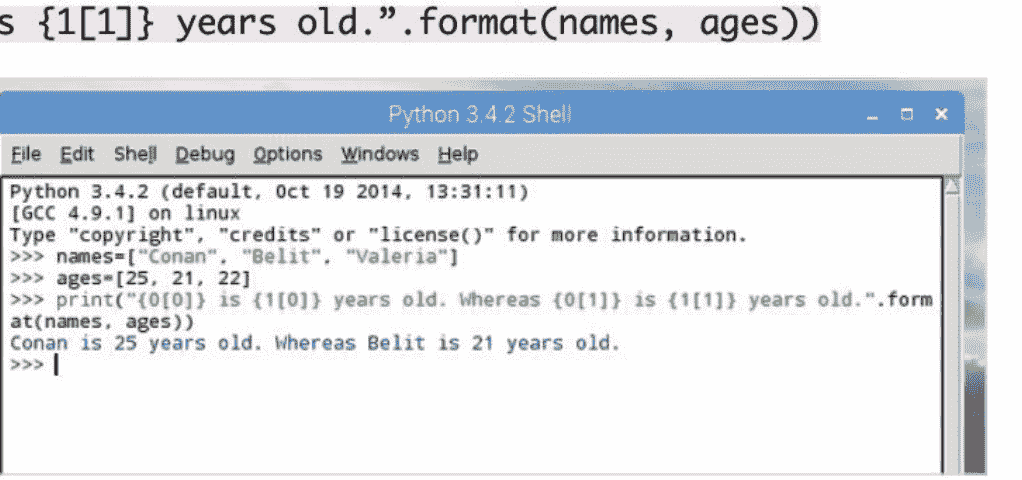 s {1[1]} years old.”.format(names, ages))
Python 3.4.2 Shell
File Edit Shell Debug Options Windows Help
Python 3.4.2 (default, Oct 19 2014, 13:31:11)
[GCC 4.9.1] on linux
Type "copyright", "credits" or "license()" for more information.
>>> names=["Conan", "Belit", "Valeria"]
>>> ages=[25, 21, 22]
>>> print("{0[0]} is {1[0]} years old. Whereas {0[1]} is {1[1]} years old.".form
at(names, ages))
Conan is 25 years old. Whereas Belit is 21 years old.
>>>